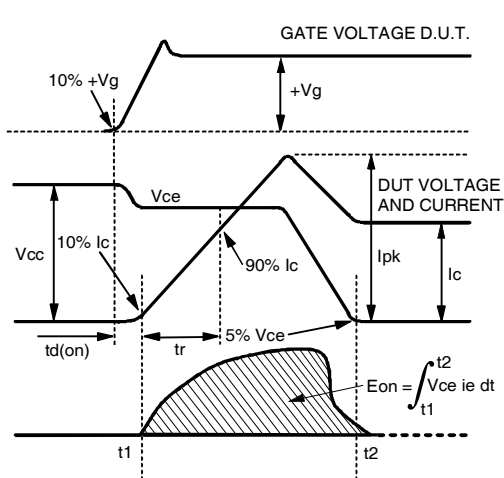 GATE VOLTAGE D.U.T.
10% +Vg
+Vg
Vce
DUT VOLTAGE
AND CURRENT
10% Ic
Vcc
90% Ic
Ipk
Ic
td(on)
tr
5% Vce
t2
Eon = ∫ Vce ie dt
t1
t1
t2